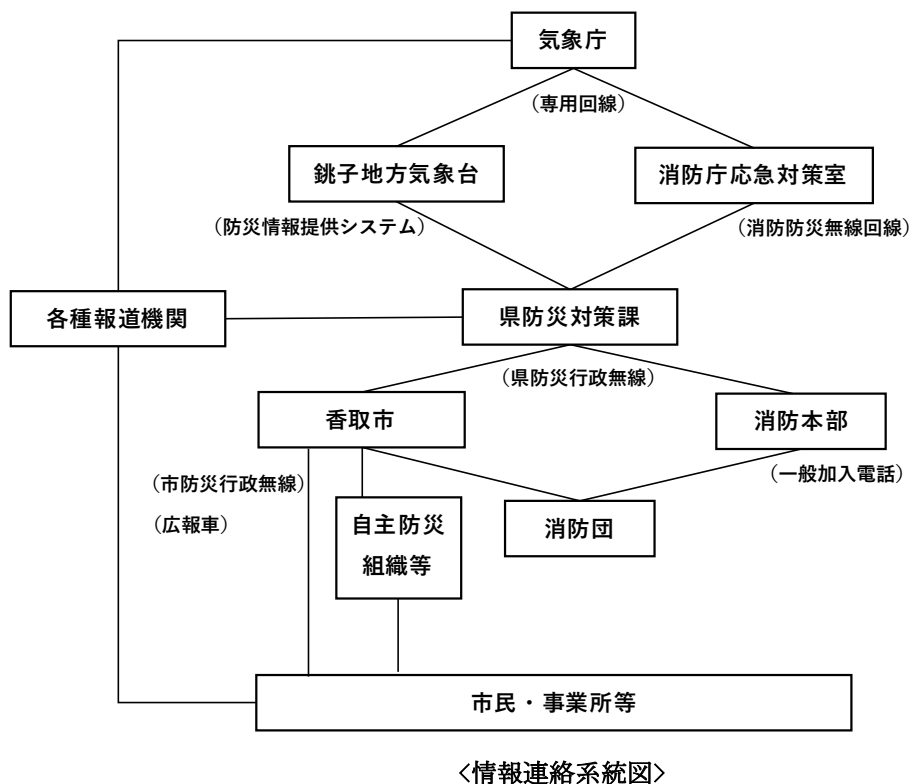 気象庁
（専用回線）
銚子地方気象台
消防庁応急対策室
（防災情報提供システム）
（消防防災無線回線）
各種報道機関
県防災対策課
（県防災行政無線）
香取市
消防本部
（市防災行政無線）
（一般加入電話）
（広報車）
自主防災
組織等
消防団
市民・事業所等
<情報連絡系統図>